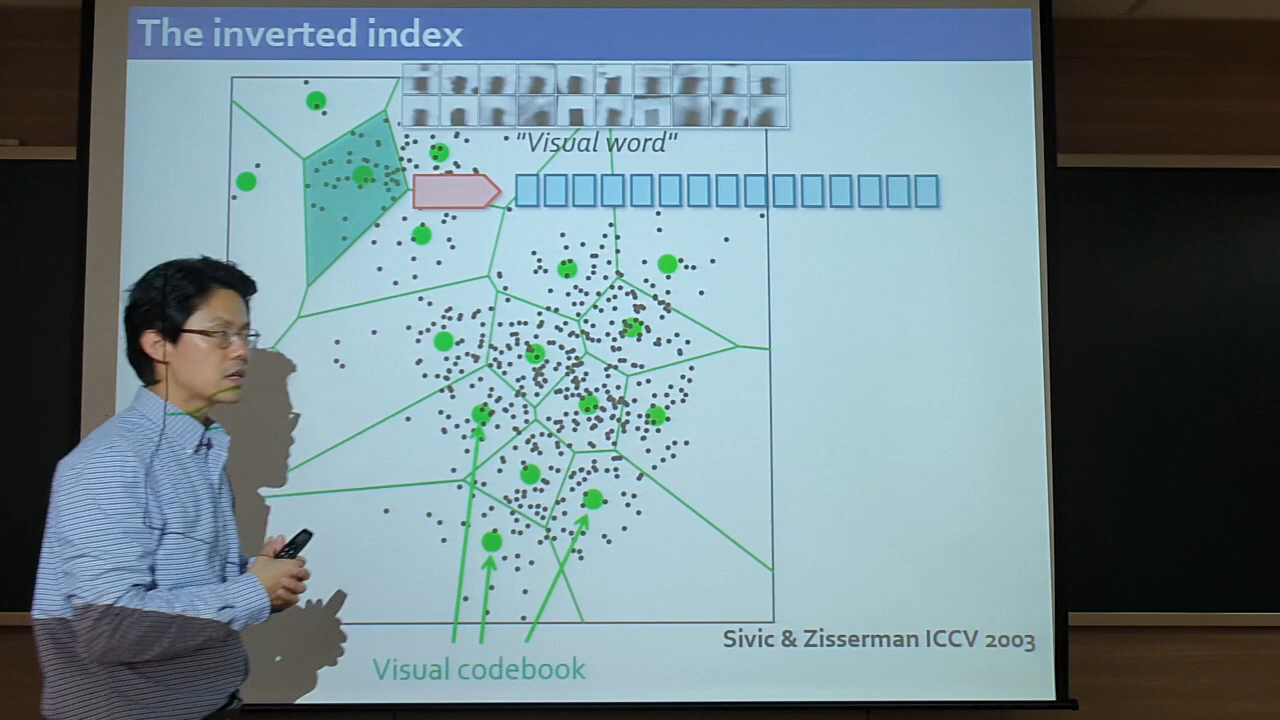 The inverted index
"Visual word"
Sivic & Zisserman ICCV 2003
Visual codebook